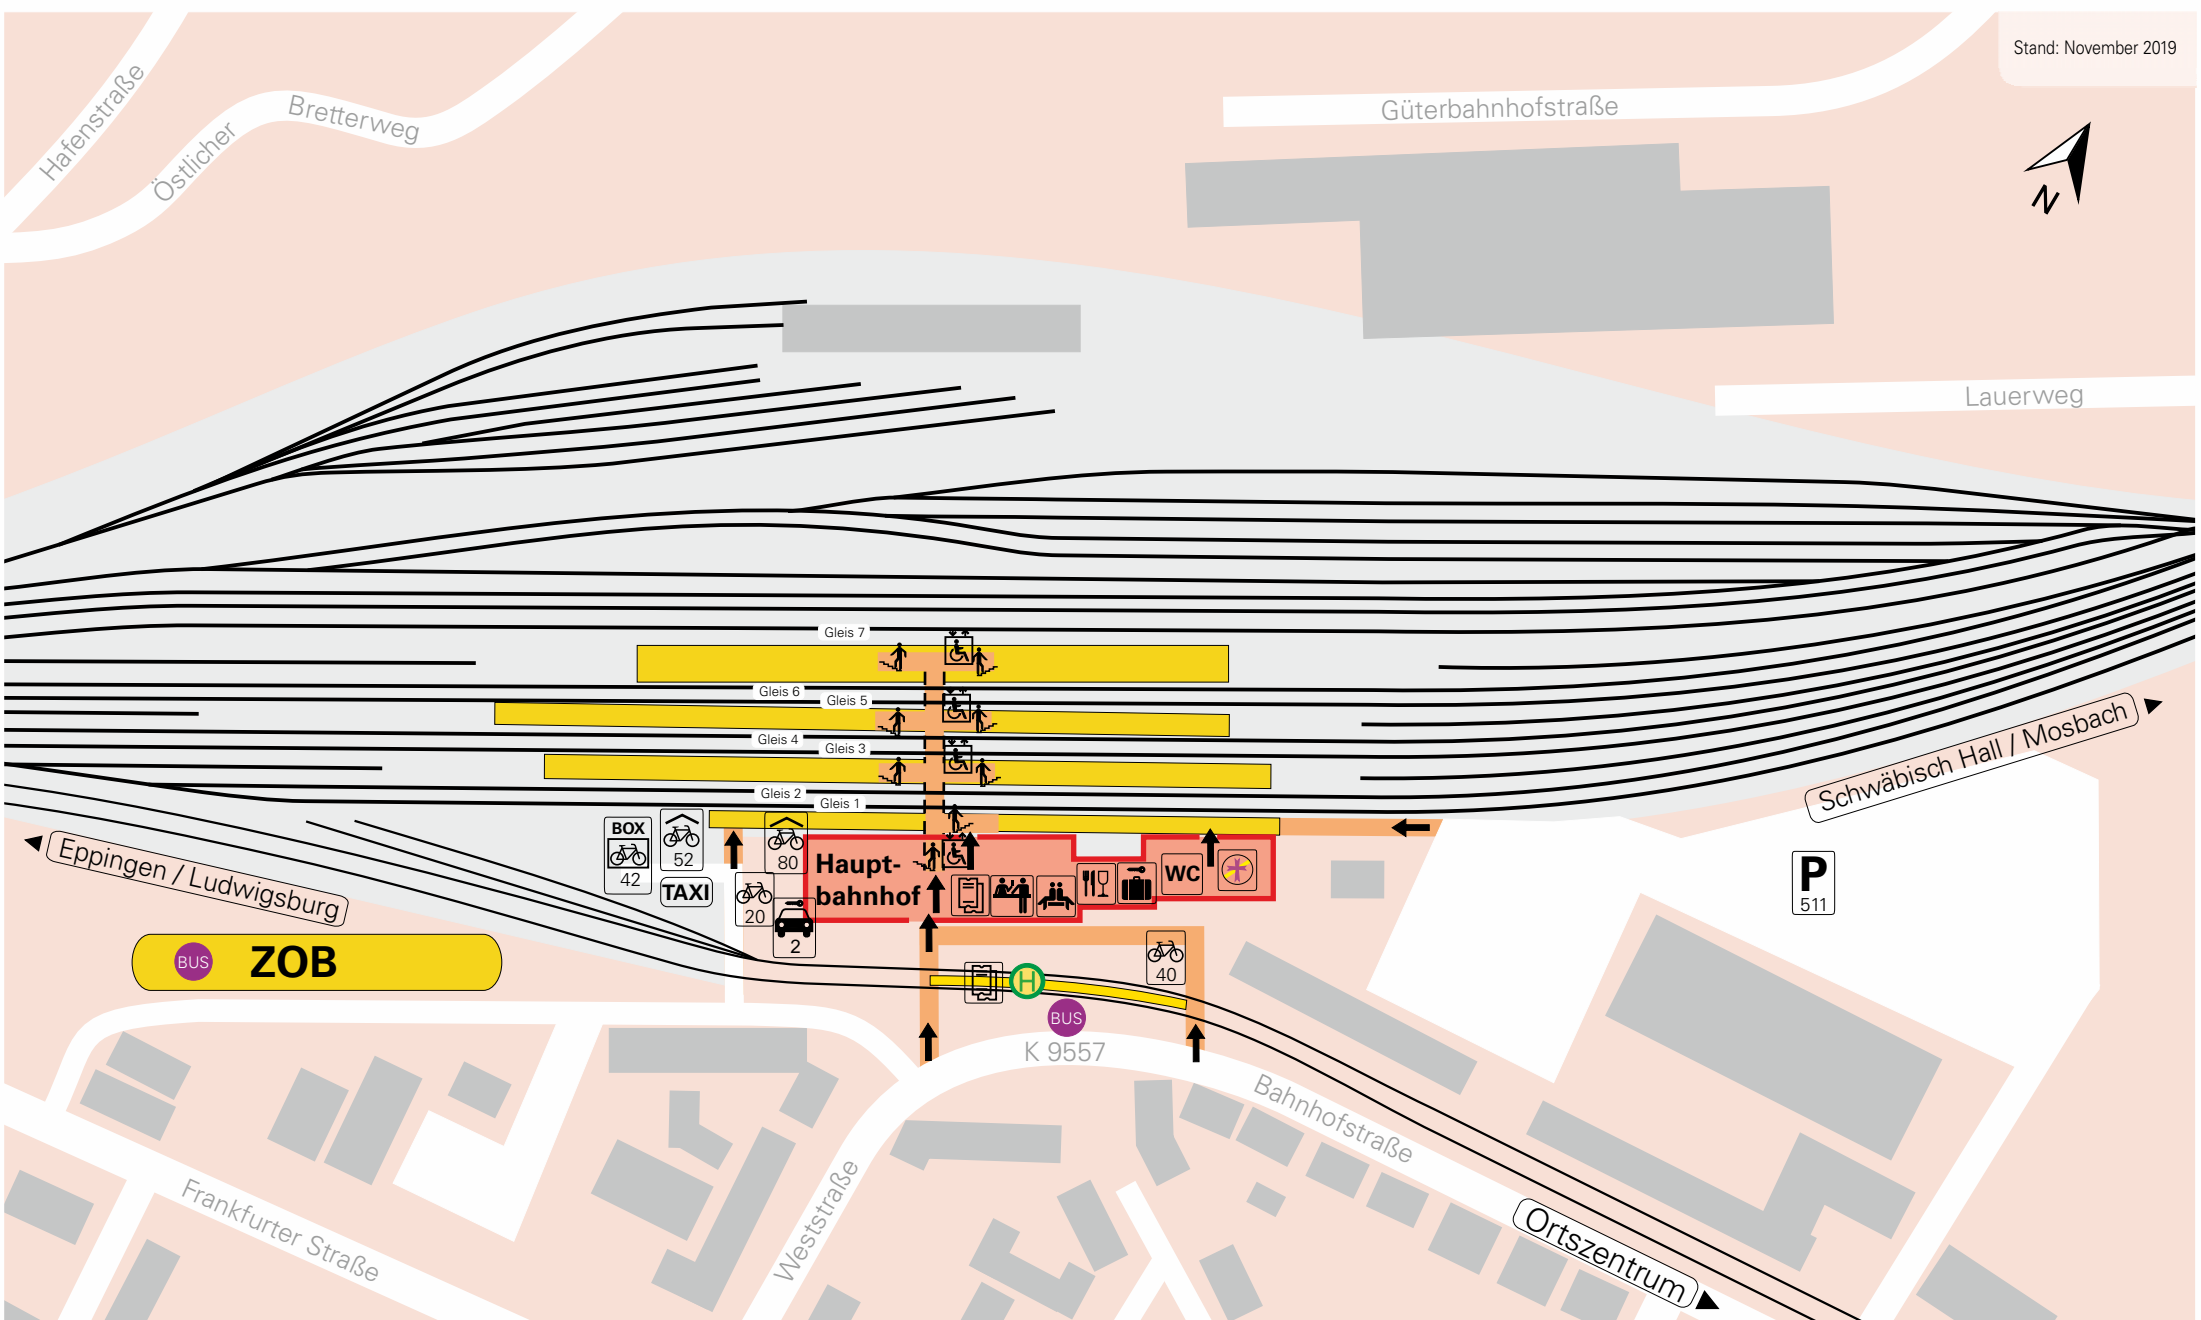 Stand: November 2019
Hafenstraße
Östlicher
Bretterweg
Güterbahnhofstraße
N
Lauerweg
Gleis 7
Gleis 6
Gleis 5
Gleis 4
Gleis 3
Gleis 2
Gleis 1
Schwäbisch Hall / Mosbach
Eppingen / Ludwigsburg
BOX
42
52
TAXI
80
20
2
Haupt-
bahnhof
WC
P
511
BUS
ZOB
H
BUS
40
K 9557
Bahnhofstraße
Weststraße
Frankfurter Straße
Ortszentrum